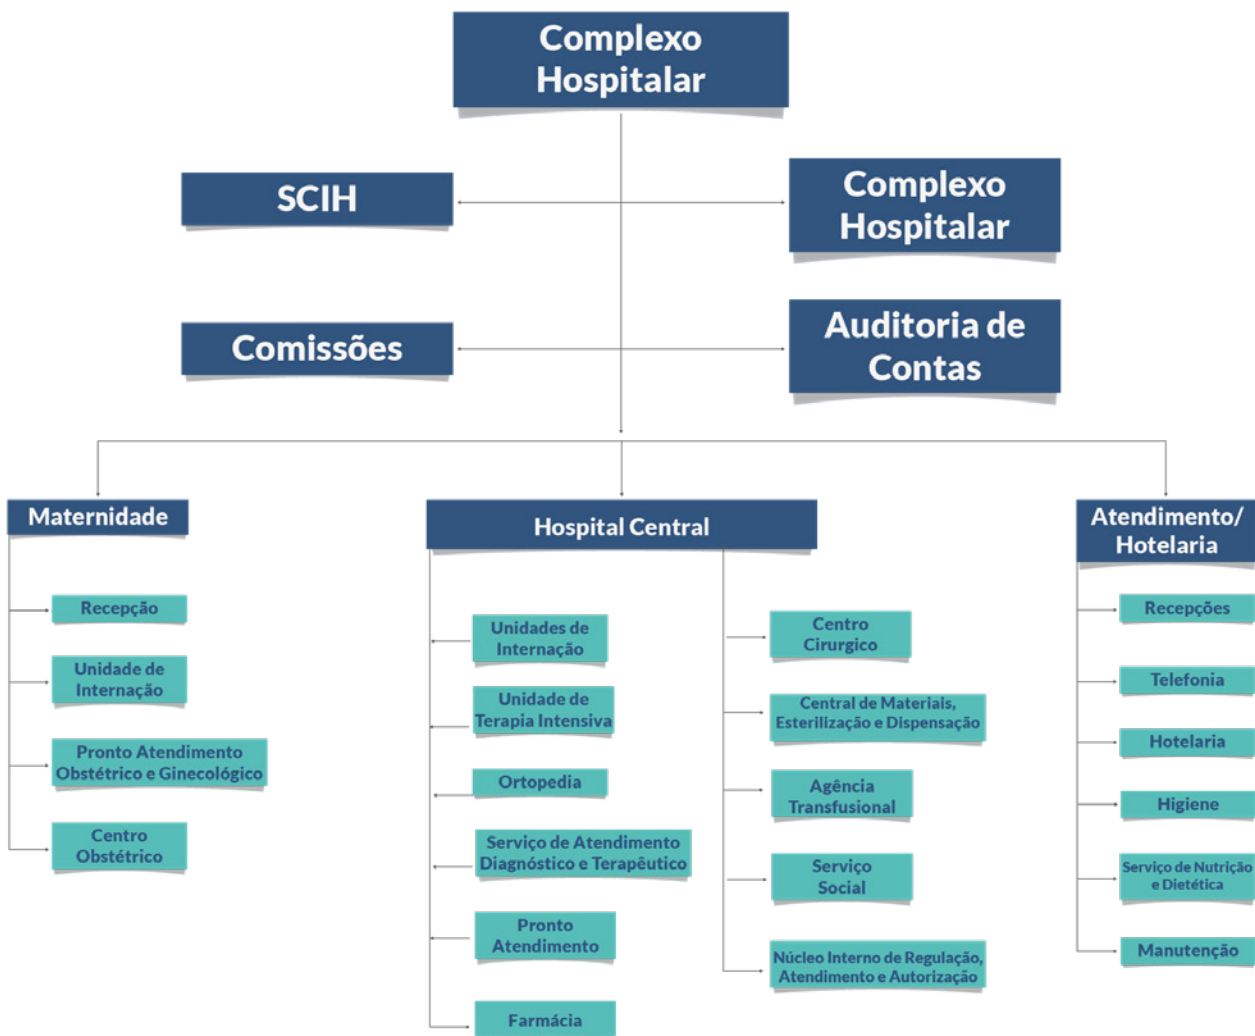 Complexo
Hospitalar
SCIH
Complexo
Hospitalar
Comissões
Auditoria de
Contas
Maternidade
Recepção
Unidade de
Internação
Pronto Atendimento
Obstétrico e Ginecológico
Centro
Obstétrico
Hospital Central
Unidades de
Internação
Unidade de
Terapia Intensiva
Ortopedia
Serviço de Atendimento
Diagnóstico e Terapêutico
Pronto
Atendimento
Farmácia
Centro
Cirurgico
Central de Materiais,
Esterilização e Dispensação
Agência
Transfusional
Serviço
Social
Núcleo Interno de Regulação,
Atendimento e Autorização
Atendimento/
Hotelaria
Recepções
Telefonia
Hotelaria
Higiene
Serviço de Nutrição
e Dietética
Manutenção